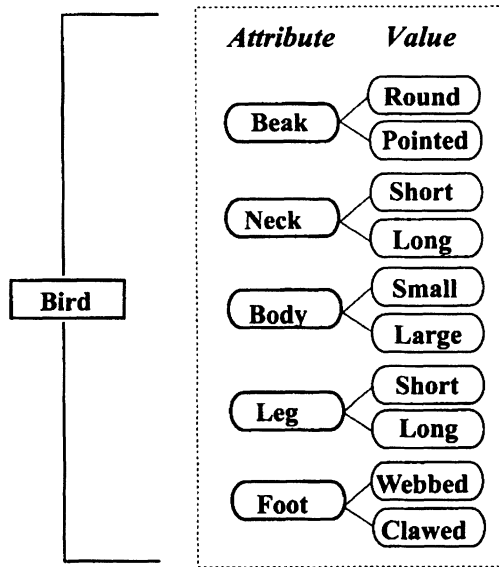 Attribute Value
Round
Beak
Pointed
Short
Neck
Long
Bird
Small
Body
Large
Short
Leg
Long
Webbed
Foot
Clawed